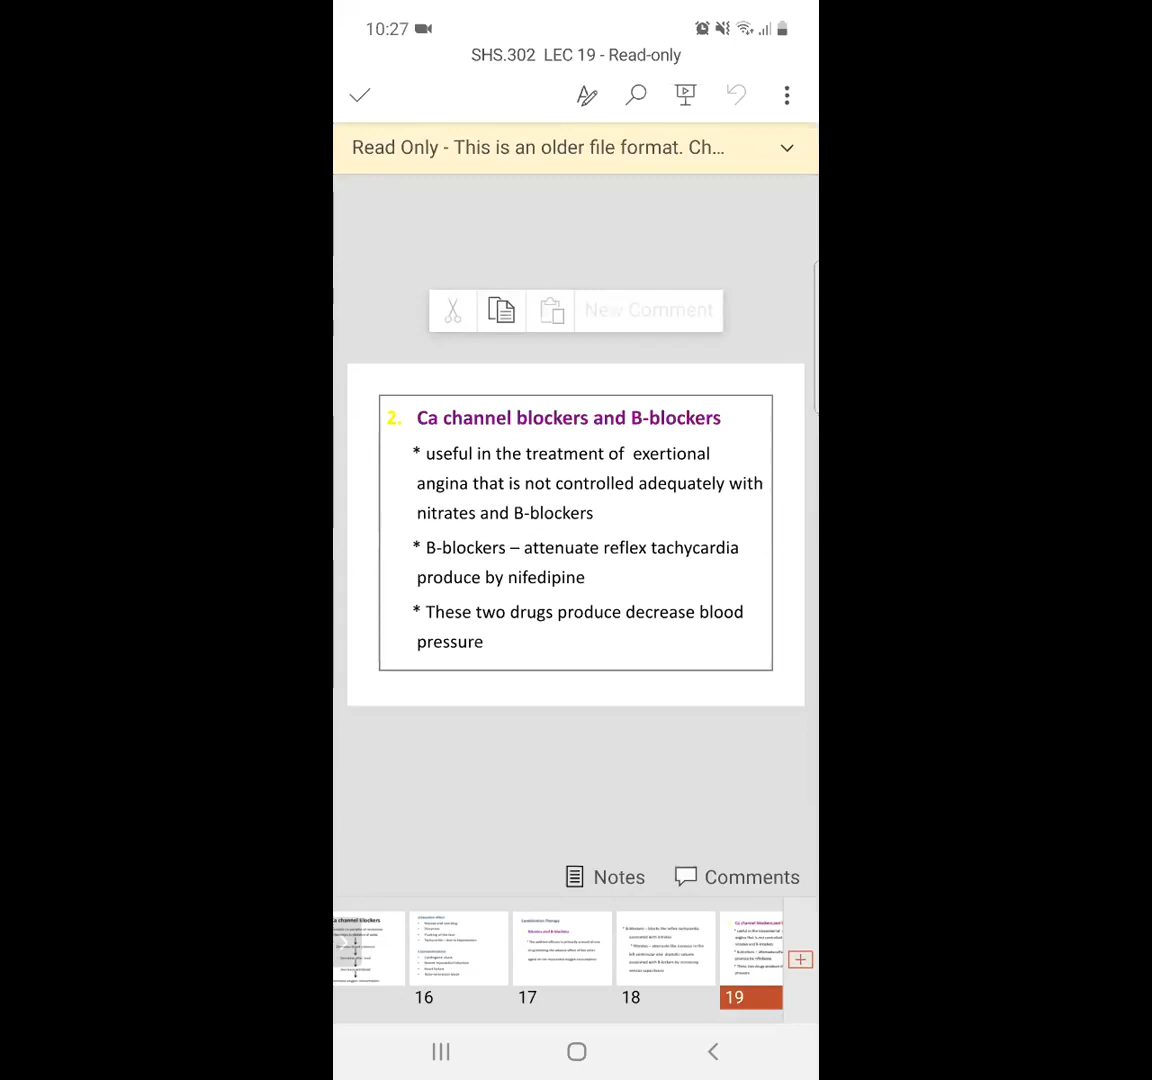 10:27
SHS.302 LEC 19 - Read-only
Read Only - This is an older file format. Ch...
New Comment
2. Ca channel blockers and B-blockers
* useful in the treatment of exertional
angina that is not controlled adequately with
nitrates and B-blockers
* B-blockers – attenuate reflex tachycardia
produce by nifedipine
* These two drugs produce decrease blood
pressure
Notes
Comments
16
17
18
19